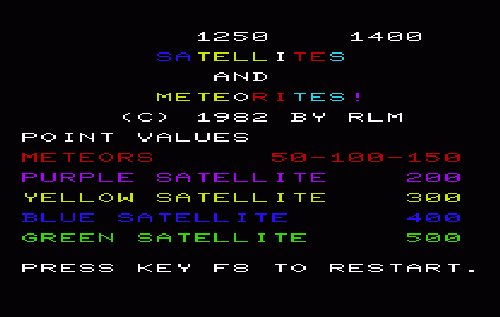 1250 1400
SATELLITES
AND
METEORITES!
(C) 1982 BY RLM
POINT VALUES
METEORS 50-100-150
PURPLE SATELLITE 200
YELLOW SATELLITE 300
BLUE SATELLITE 400
GREEN SATELLITE 500
PRESS KEY F8 TO RESTART.